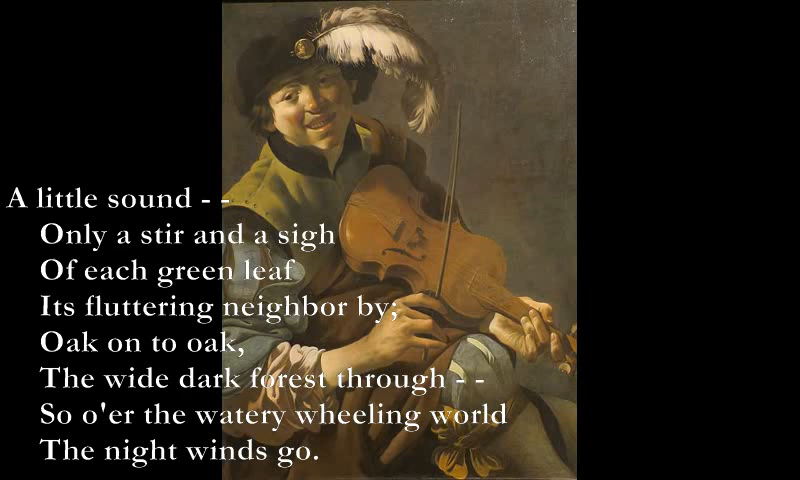 A little sound - -
Only a stir and a sigh
Of each green leaf
Its fluttering neighbor by;
Oak on to oak,
The wide dark forest through - -
So o'er the watery wheeling world
The night winds go.